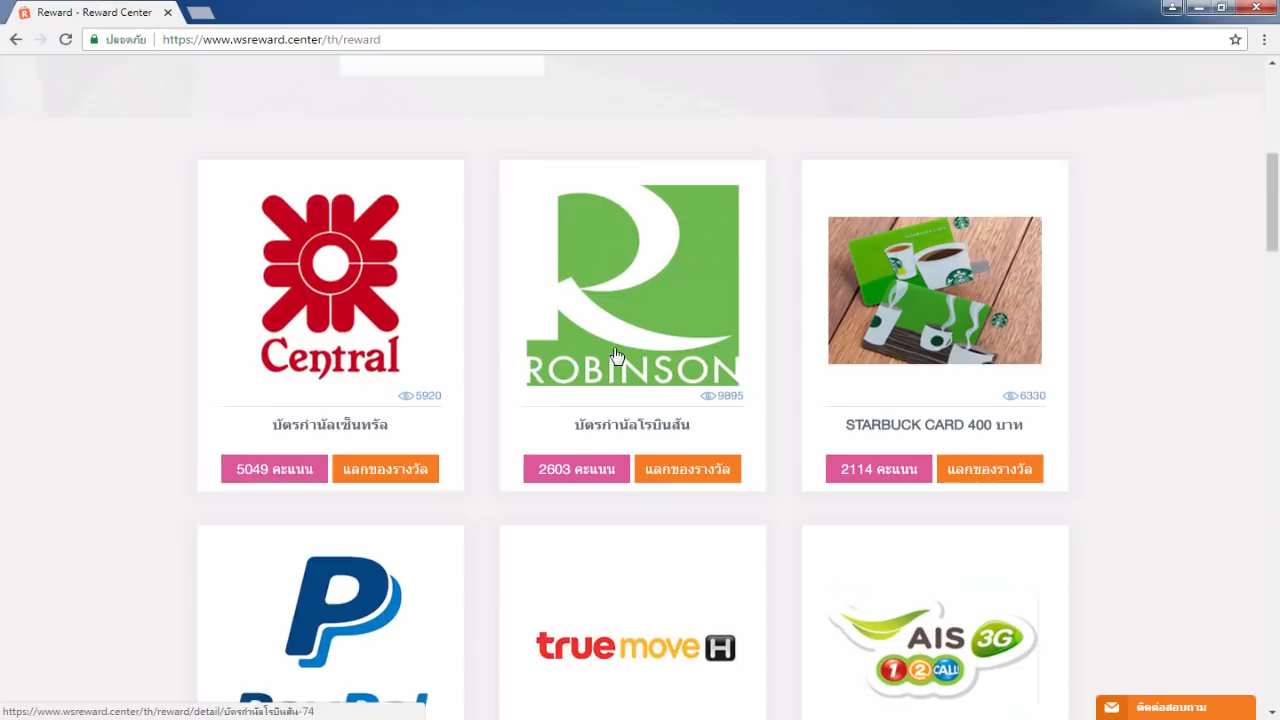 Reward - Reward Center
ปลอดภัย
https://www.wsreward.center/th/reward
Central
ROBINSON
5920
9895
6330
บัตรกำนัลเซ็นทรัล
บัตรกำนัลโรบินสัน
STARBUCK CARD 400 บาท
5049 คะแนน
แลกของรางวัล
2603 คะแนน
แลกของรางวัล
2114 คะแนน
แลกของรางวัล
true move H
AIS 3G
1 2 CALL!
PayPal
https://www.wsreward.center/th/reward/detail/บัตรกำนัลโรบินสัน-74
ติดต่อสอบถาม